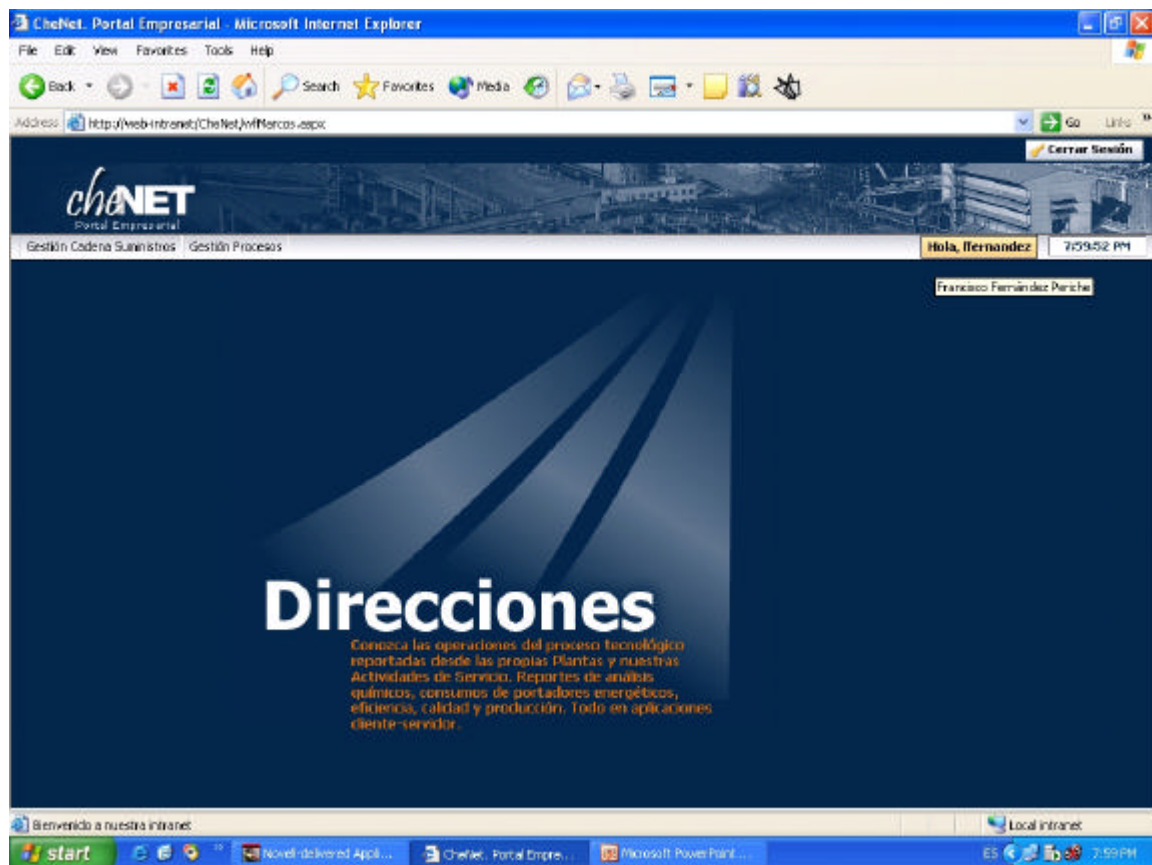 CheNet. Portal Empresarial - Microsoft Internet Explorer
File Edit View Favorites Tools Help
Back Search Favorites Media
Address http://web-intranet/CheNet/wfMarcos.aspx Go Links
Cerrar Sesión
cheNET
Portal Empresarial
Gestión Cadena Suministros Gestión Procesos Hola, ffernandez 7:59:52 PM
Francisco Fernández Periche
Direcciones
Conozca las operaciones del proceso tecnológico
reportadas desde las propias Plantas y nuestras
Actividades de Servicio. Reportes de análisis
químicos, consumos de portadores energéticos,
eficiencia, calidad y producción. Todo en aplicaciones
cliente-servidor.
Bienvenido a nuestra intranet Local intranet
start Novell-delivered Appli... CheNet. Portal Empre... Microsoft PowerPoint ... ES 7:59 PM